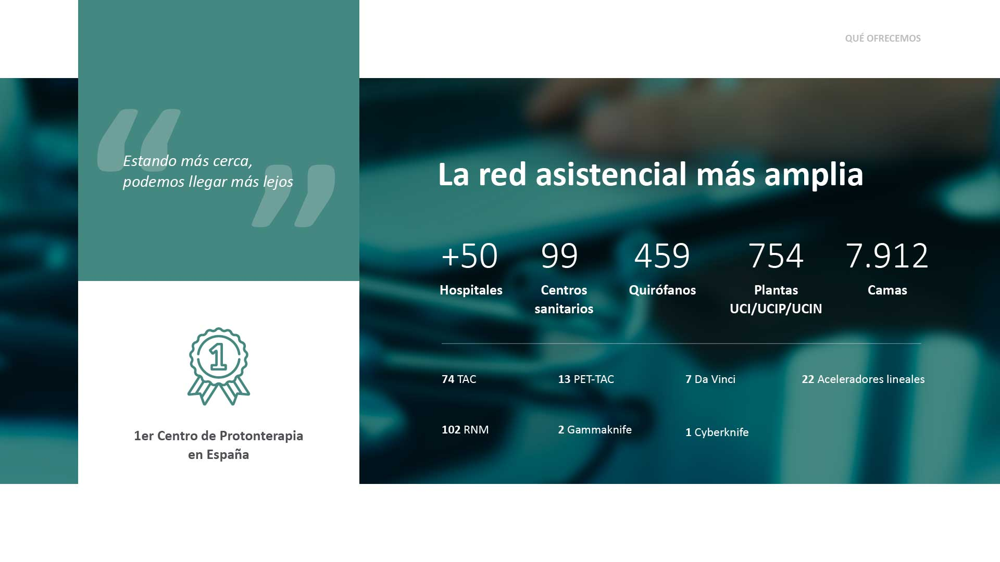 QUÉ OFRECEMOS
“Estando más cerca,
podemos llegar más lejos”
1
1er Centro de Protonterapia
en España
La red asistencial más amplia
+50 99 459 754 7.912
Hospitales Centros Quirófanos Plantas Camas
sanitarios UCI/UCIP/UCIN
74 TAC 13 PET-TAC 7 Da Vinci 22 Aceleradores lineales
102 RNM 2 Gammaknife 1 Cyberknife